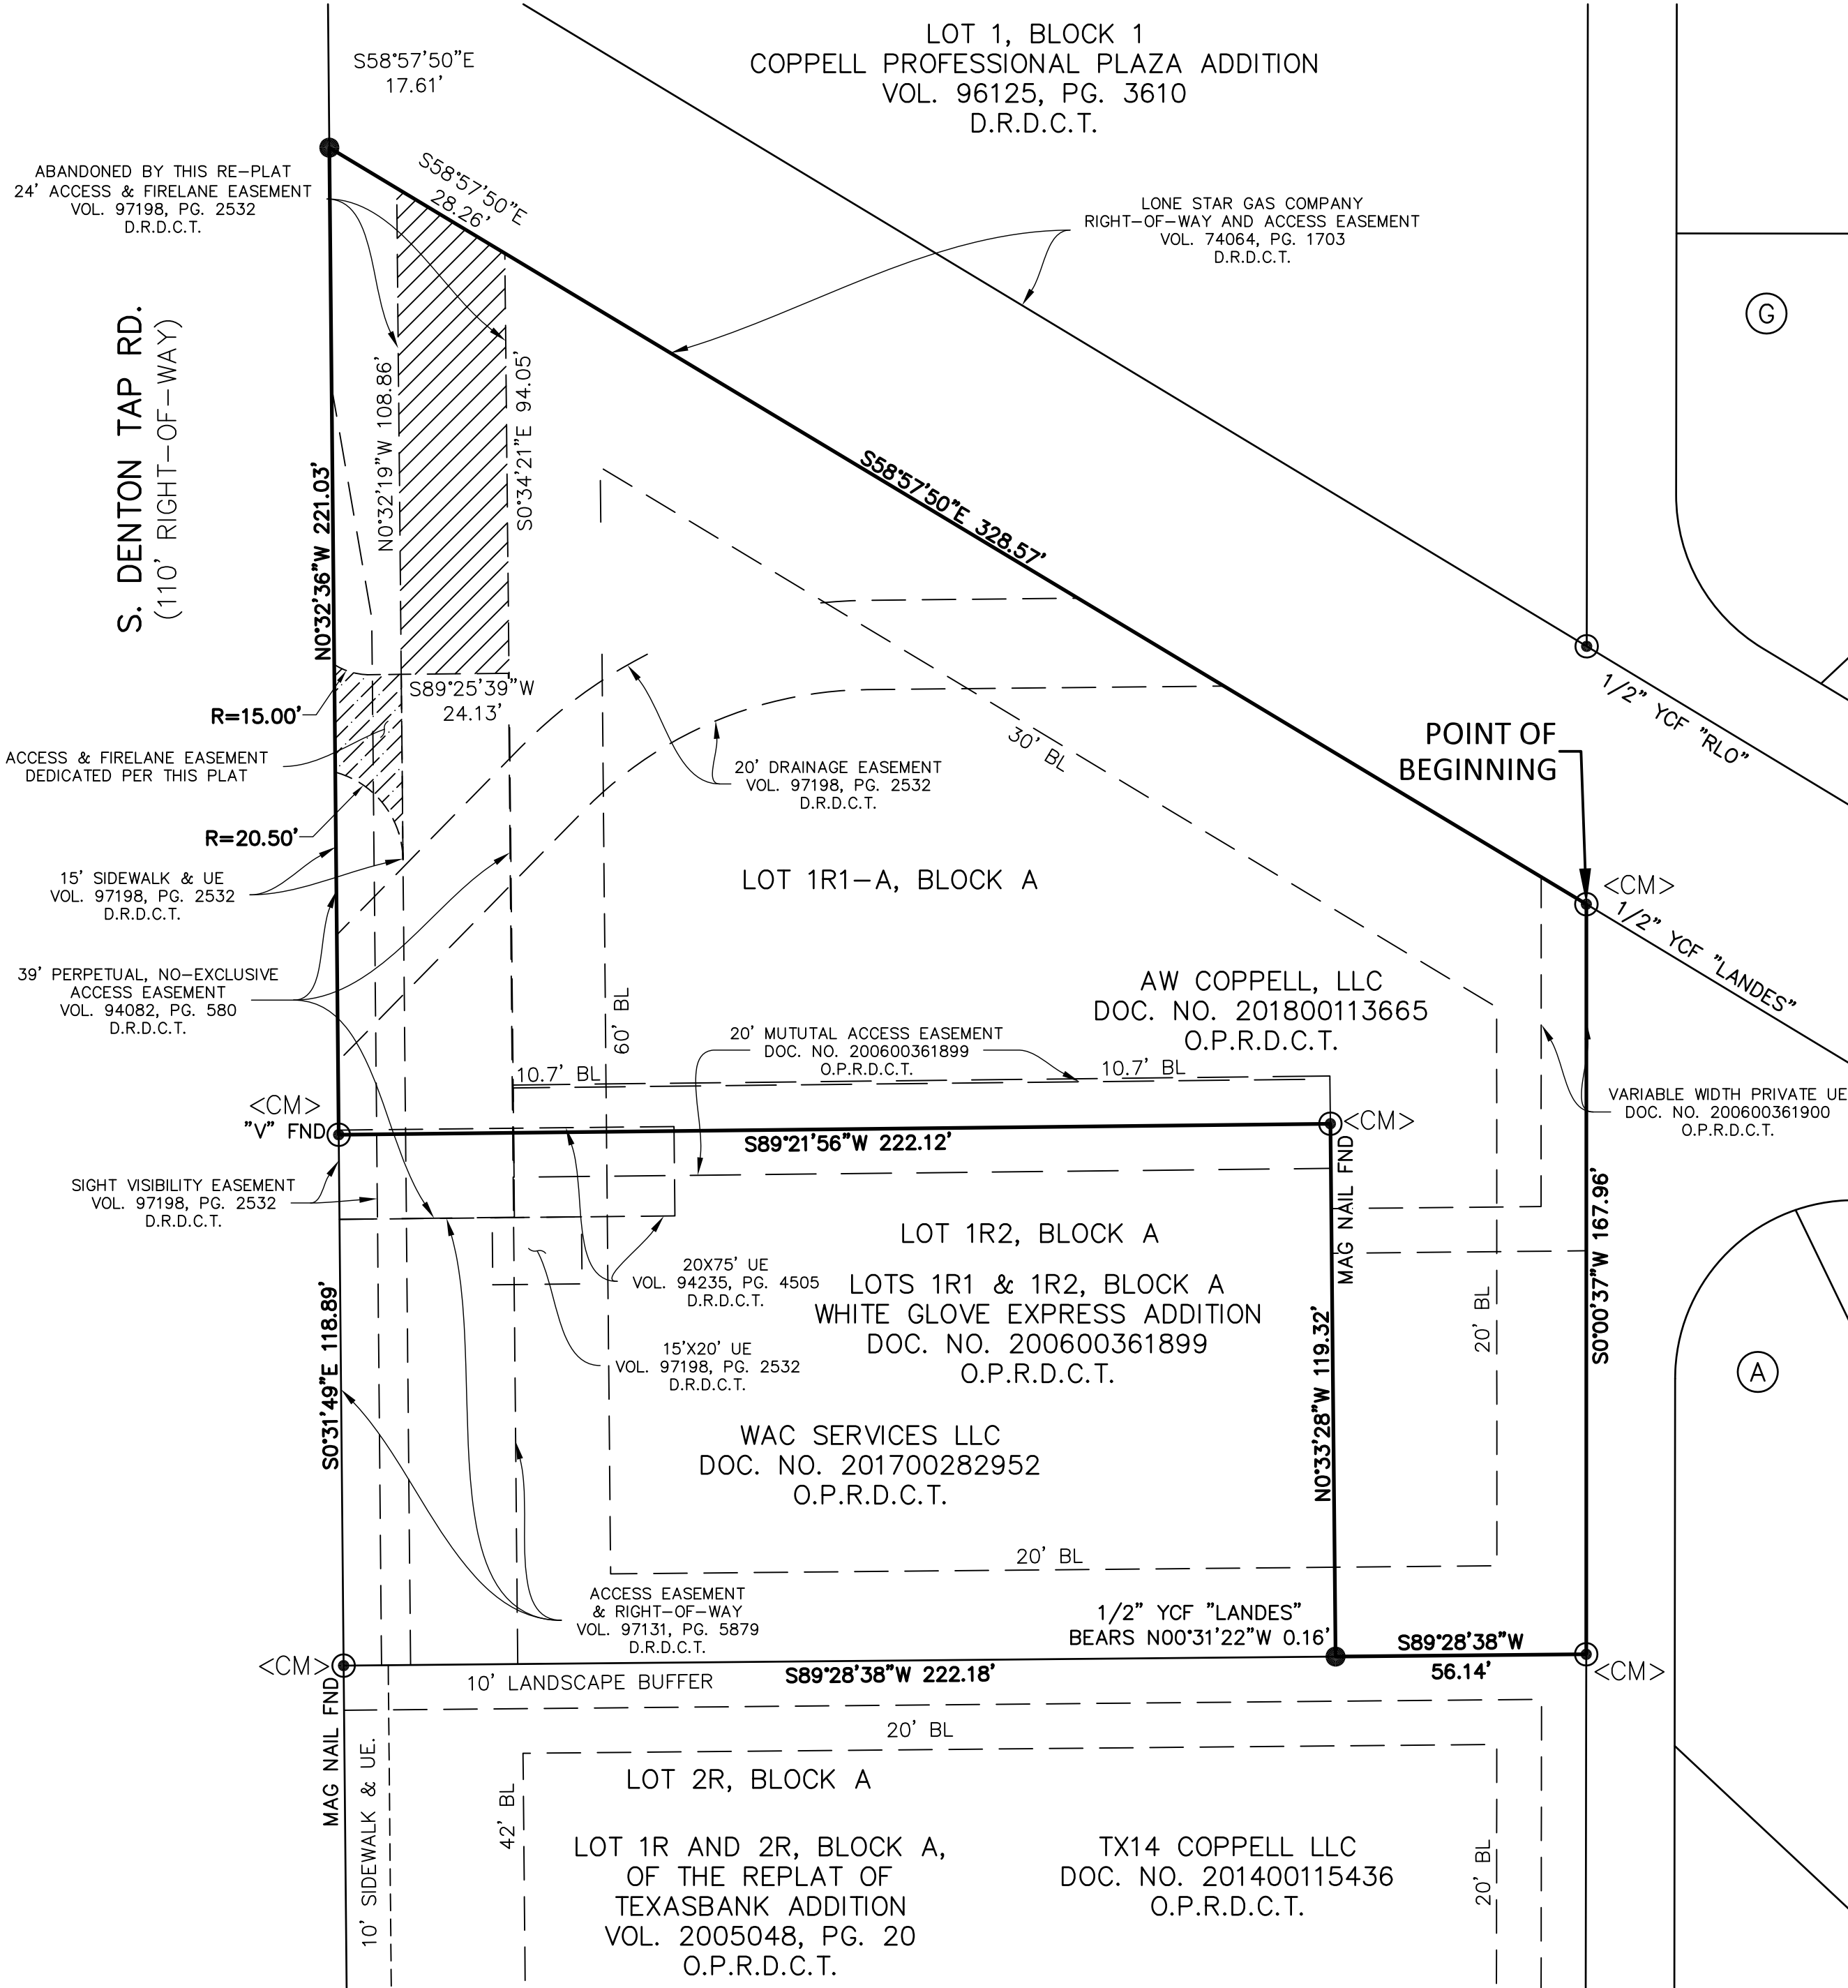 LOT 1, BLOCK 1
COPPELL PROFESSIONAL PLAZA ADDITION
VOL. 96125, PG. 3610
D.R.D.C.T.
S58°57'50"E
17.61'
ABANDONED BY THIS RE-PLAT
24' ACCESS & FIRELANE EASEMENT
VOL. 97198, PG. 2532
D.R.D.C.T.
S58°57'50"E
28.26'
LONE STAR GAS COMPANY
RIGHT-OF-WAY AND ACCESS EASEMENT
VOL. 74064, PG. 1703
D.R.D.C.T.
G
S. DENTON TAP RD.
(110' RIGHT-OF-WAY)
N0°32'36"W 221.03'
N0°32'19"W 108.86'
S0°34'21"E 94.05'
S58°57'50"E 328.57'
S89°25'39"W
24.13'
R=15.00'
ACCESS & FIRELANE EASEMENT
DEDICATED PER THIS PLAT
R=20.50'
1/2" YCF "RLO"
POINT OF
BEGINNING
30' BL
20' DRAINAGE EASEMENT
VOL. 97198, PG. 2532
D.R.D.C.T.
15' SIDEWALK & UE
VOL. 97198, PG. 2532
D.R.D.C.T.
LOT 1R1-A, BLOCK A
<CM>
1/2" YCF "LANDES"
39' PERPETUAL, NO-EXCLUSIVE
ACCESS EASEMENT
VOL. 94082, PG. 580
D.R.D.C.T.
60' BL
AW COPPELL, LLC
DOC. NO. 201800113665
O.P.R.D.C.T.
20' MUTUTAL ACCESS EASEMENT
DOC. NO. 200600361899
O.P.R.D.C.T.
10.7' BL
10.7' BL
VARIABLE WIDTH PRIVATE UE
DOC. NO. 200600361900
O.P.R.D.C.T.
<CM>
"V" FND
S89°21'56"W 222.12'
<CM>
MAG NAIL FND
SIGHT VISIBILITY EASEMENT
VOL. 97198, PG. 2532
D.R.D.C.T.
LOT 1R2, BLOCK A
LOTS 1R1 & 1R2, BLOCK A
WHITE GLOVE EXPRESS ADDITION
DOC. NO. 200600361899
O.P.R.D.C.T.
20X75' UE
VOL. 94235, PG. 4505
D.R.D.C.T.
15'X20' UE
VOL. 97198, PG. 2532
D.R.D.C.T.
S0°31'49"E 118.89'
N0°33'28"W 119.32'
20' BL
S0°00'37"W 167.96'
A
WAC SERVICES LLC
DOC. NO. 201700282952
O.P.R.D.C.T.
20' BL
ACCESS EASEMENT
& RIGHT-OF-WAY
VOL. 97131, PG. 5879
D.R.D.C.T.
1/2" YCF "LANDES"
BEARS N00°31'22"W 0.16'
S89°28'38"W
56.14'
<CM>
<CM>
10' LANDSCAPE BUFFER
S89°28'38"W 222.18'
MAG NAIL FND
10' SIDEWALK & UE.
20' BL
42' BL
LOT 2R, BLOCK A
LOT 1R AND 2R, BLOCK A,
OF THE REPLAT OF
TEXASBANK ADDITION
VOL. 2005048, PG. 20
O.P.R.D.C.T.
TX14 COPPELL LLC
DOC. NO. 201400115436
O.P.R.D.C.T.
20' BL